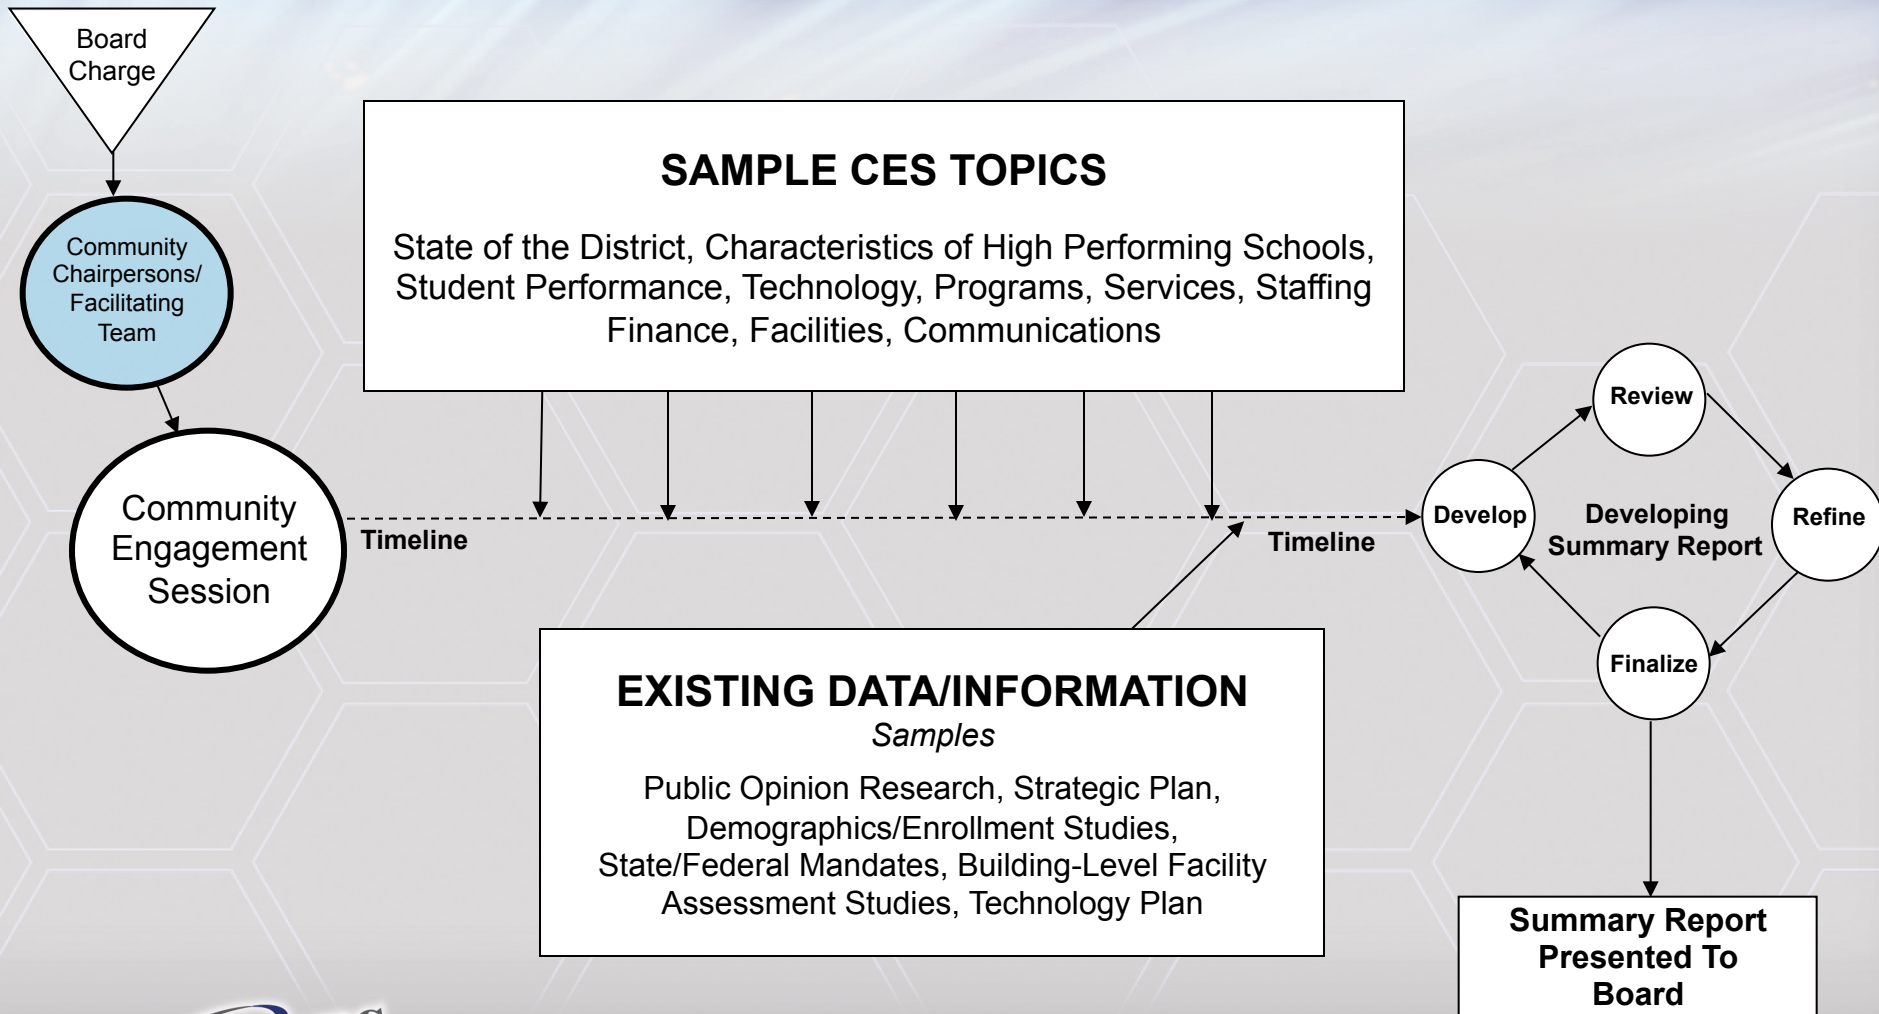 Board
Charge
Community
Chairpersons/
Facilitating
Team
Community
Engagement
Session
SAMPLE CES TOPICS
State of the District, Characteristics of High Performing Schools,
Student Performance, Technology, Programs, Services, Staffing
Finance, Facilities, Communications
Timeline
Timeline
EXISTING DATA/INFORMATION
Samples
Public Opinion Research, Strategic Plan,
Demographics/Enrollment Studies,
State/Federal Mandates, Building-Level Facility
Assessment Studies, Technology Plan
Develop
Review
Refine
Finalize
Developing
Summary Report
Summary Report
Presented To
Board